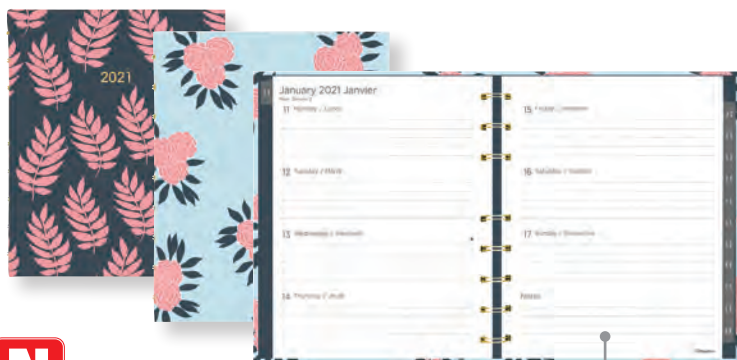 2021
January 2021 Janvier
11 Monday / Lundi
12 Tuesday / Mardi
13 Wednesday / Mercredi
14 Thursday / Jeudi
15 Friday / Vendredi
16 Saturday / Samedi
17 Sunday / Dimanche
Notes
N